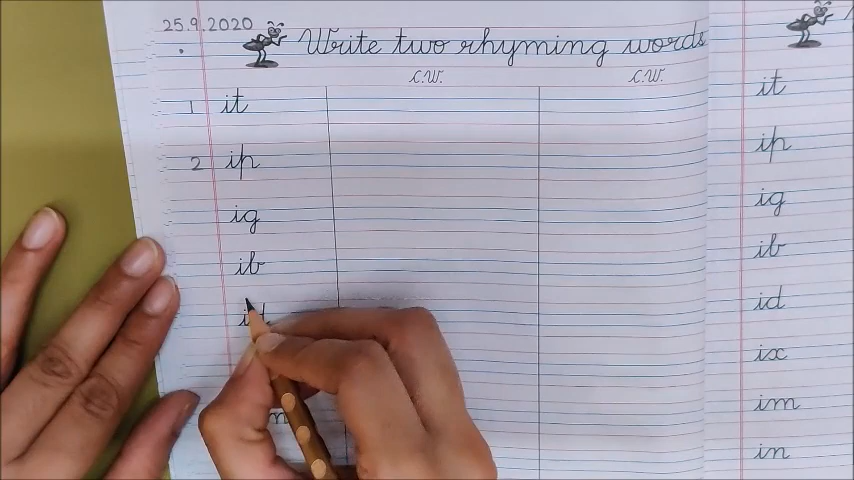 25.9.2020
Write two rhyming words
c.w. c.w.
1 it
2 ip
ig
ib
id
it
ip
ig
ib
id
ix
im
in